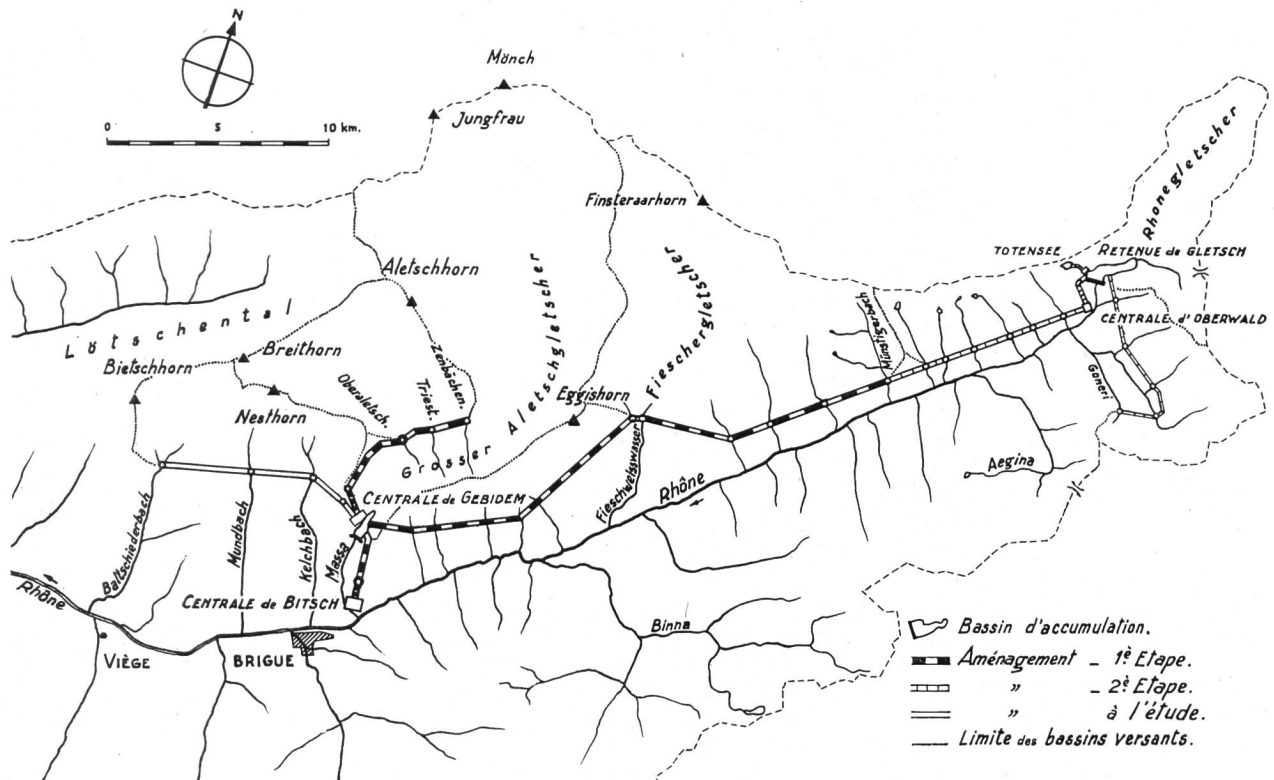 N
0 5 10 km.
Mönch
Jungfrau
Finsteraarhorn
Rhonegletscher
TOTENSEE
RETENUE de GLETSCH
CENTRALE d'OBERWALD
Aletschhorn
Lötschental
Breithorn
Bietschhorn
Nesthorn
Oberaletsch.
Triest.
Zenbächen.
Grosser Aletschgletscher
Fieschergletscher
Eggishorn
Münstigerbach
Goneri
Aegina
Rhône
Fieschweisswasser
CENTRALE de GEBIDEM
Baltschiederbach
Mundbach
Kelchbach
Massa
CENTRALE de BITSCH
Rhône
VIÈGE
BRIGUE
Binna
Bassin d'accumulation.
Aménagement _ 1è Etape.
" _ 2è Etape.
" à l'étude.
Limite des bassins versants.